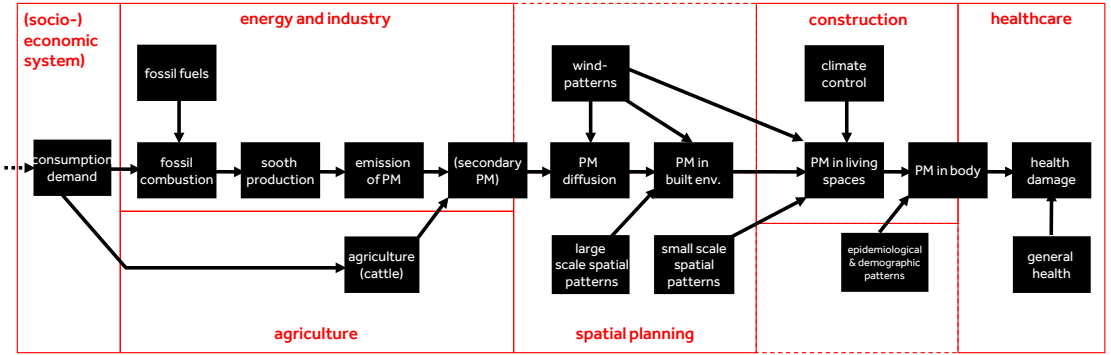 (socio-)
economic
system)
energy and industry
construction
healthcare
fossil fuels
wind-
patterns
climate
control
consumption
demand
fossil
combustion
sooth
production
emission
of PM
(secondary
PM)
PM
diffusion
PM in
built env.
PM in living
spaces
PM in body
health
damage
agriculture
(cattle)
large
scale spatial
patterns
small scale
spatial
patterns
epidemiological
& demographic
patterns
general
health
agriculture
spatial planning